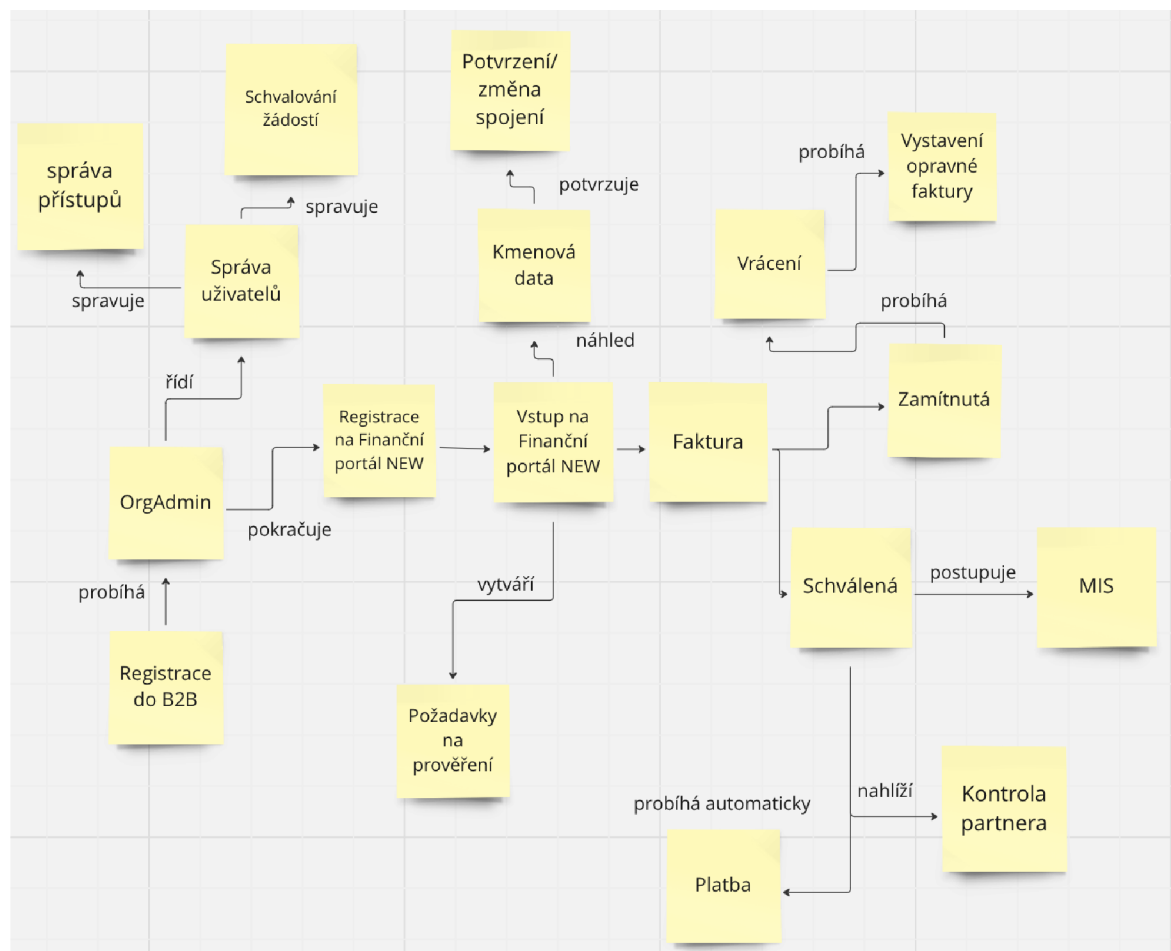 Potvrzení/
změna
spojení
Schvalování
žádostí
Vystavení
opravné
faktury
probíhá
správa
přístupů
potvrzuje
spravuje
Kmenová
data
Vrácení
Správa
uživatelů
spravuje
probíhá
náhled
řídí
Zamítnutá
Registrace
na Finanční
portál NEW
Vstup na
Finanční
portál NEW
Faktura
OrgAdmin
pokračuje
vytváří
Schválená
postupuje
MIS
probíhá
Registrace
do B2B
Požadavky
na
prověření
nahlíží
Kontrola
partnera
probíhá automaticky
Platba